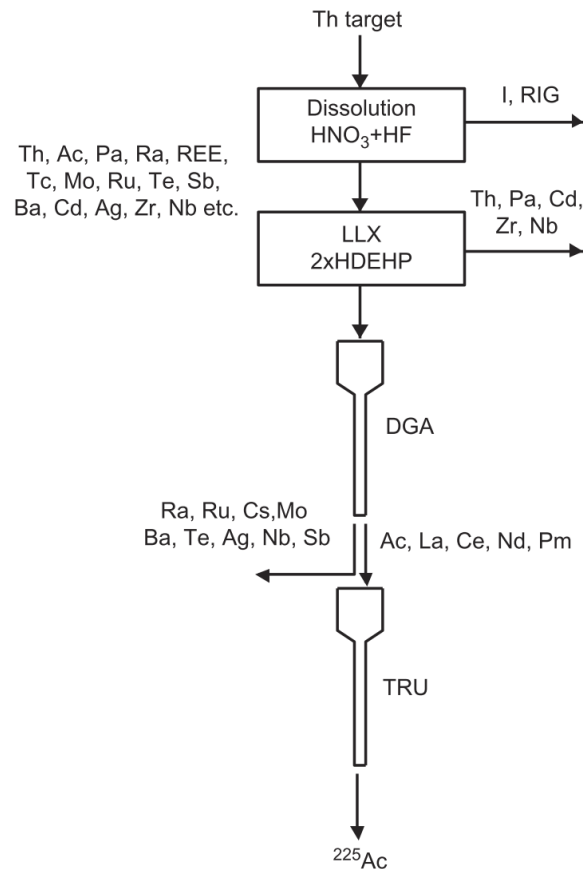 Th target
Dissolution
HNO₃+HF
I, RIG
Th, Ac, Pa, Ra, REE,
Tc, Mo, Ru, Te, Sb,
Ba, Cd, Ag, Zr, Nb etc.
LLX
2xHDEHP
Th, Pa, Cd,
Zr, Nb
DGA
Ra, Ru, Cs,Mo
Ba, Te, Ag, Nb, Sb
Ac, La, Ce, Nd, Pm
TRU
²²⁵Ac